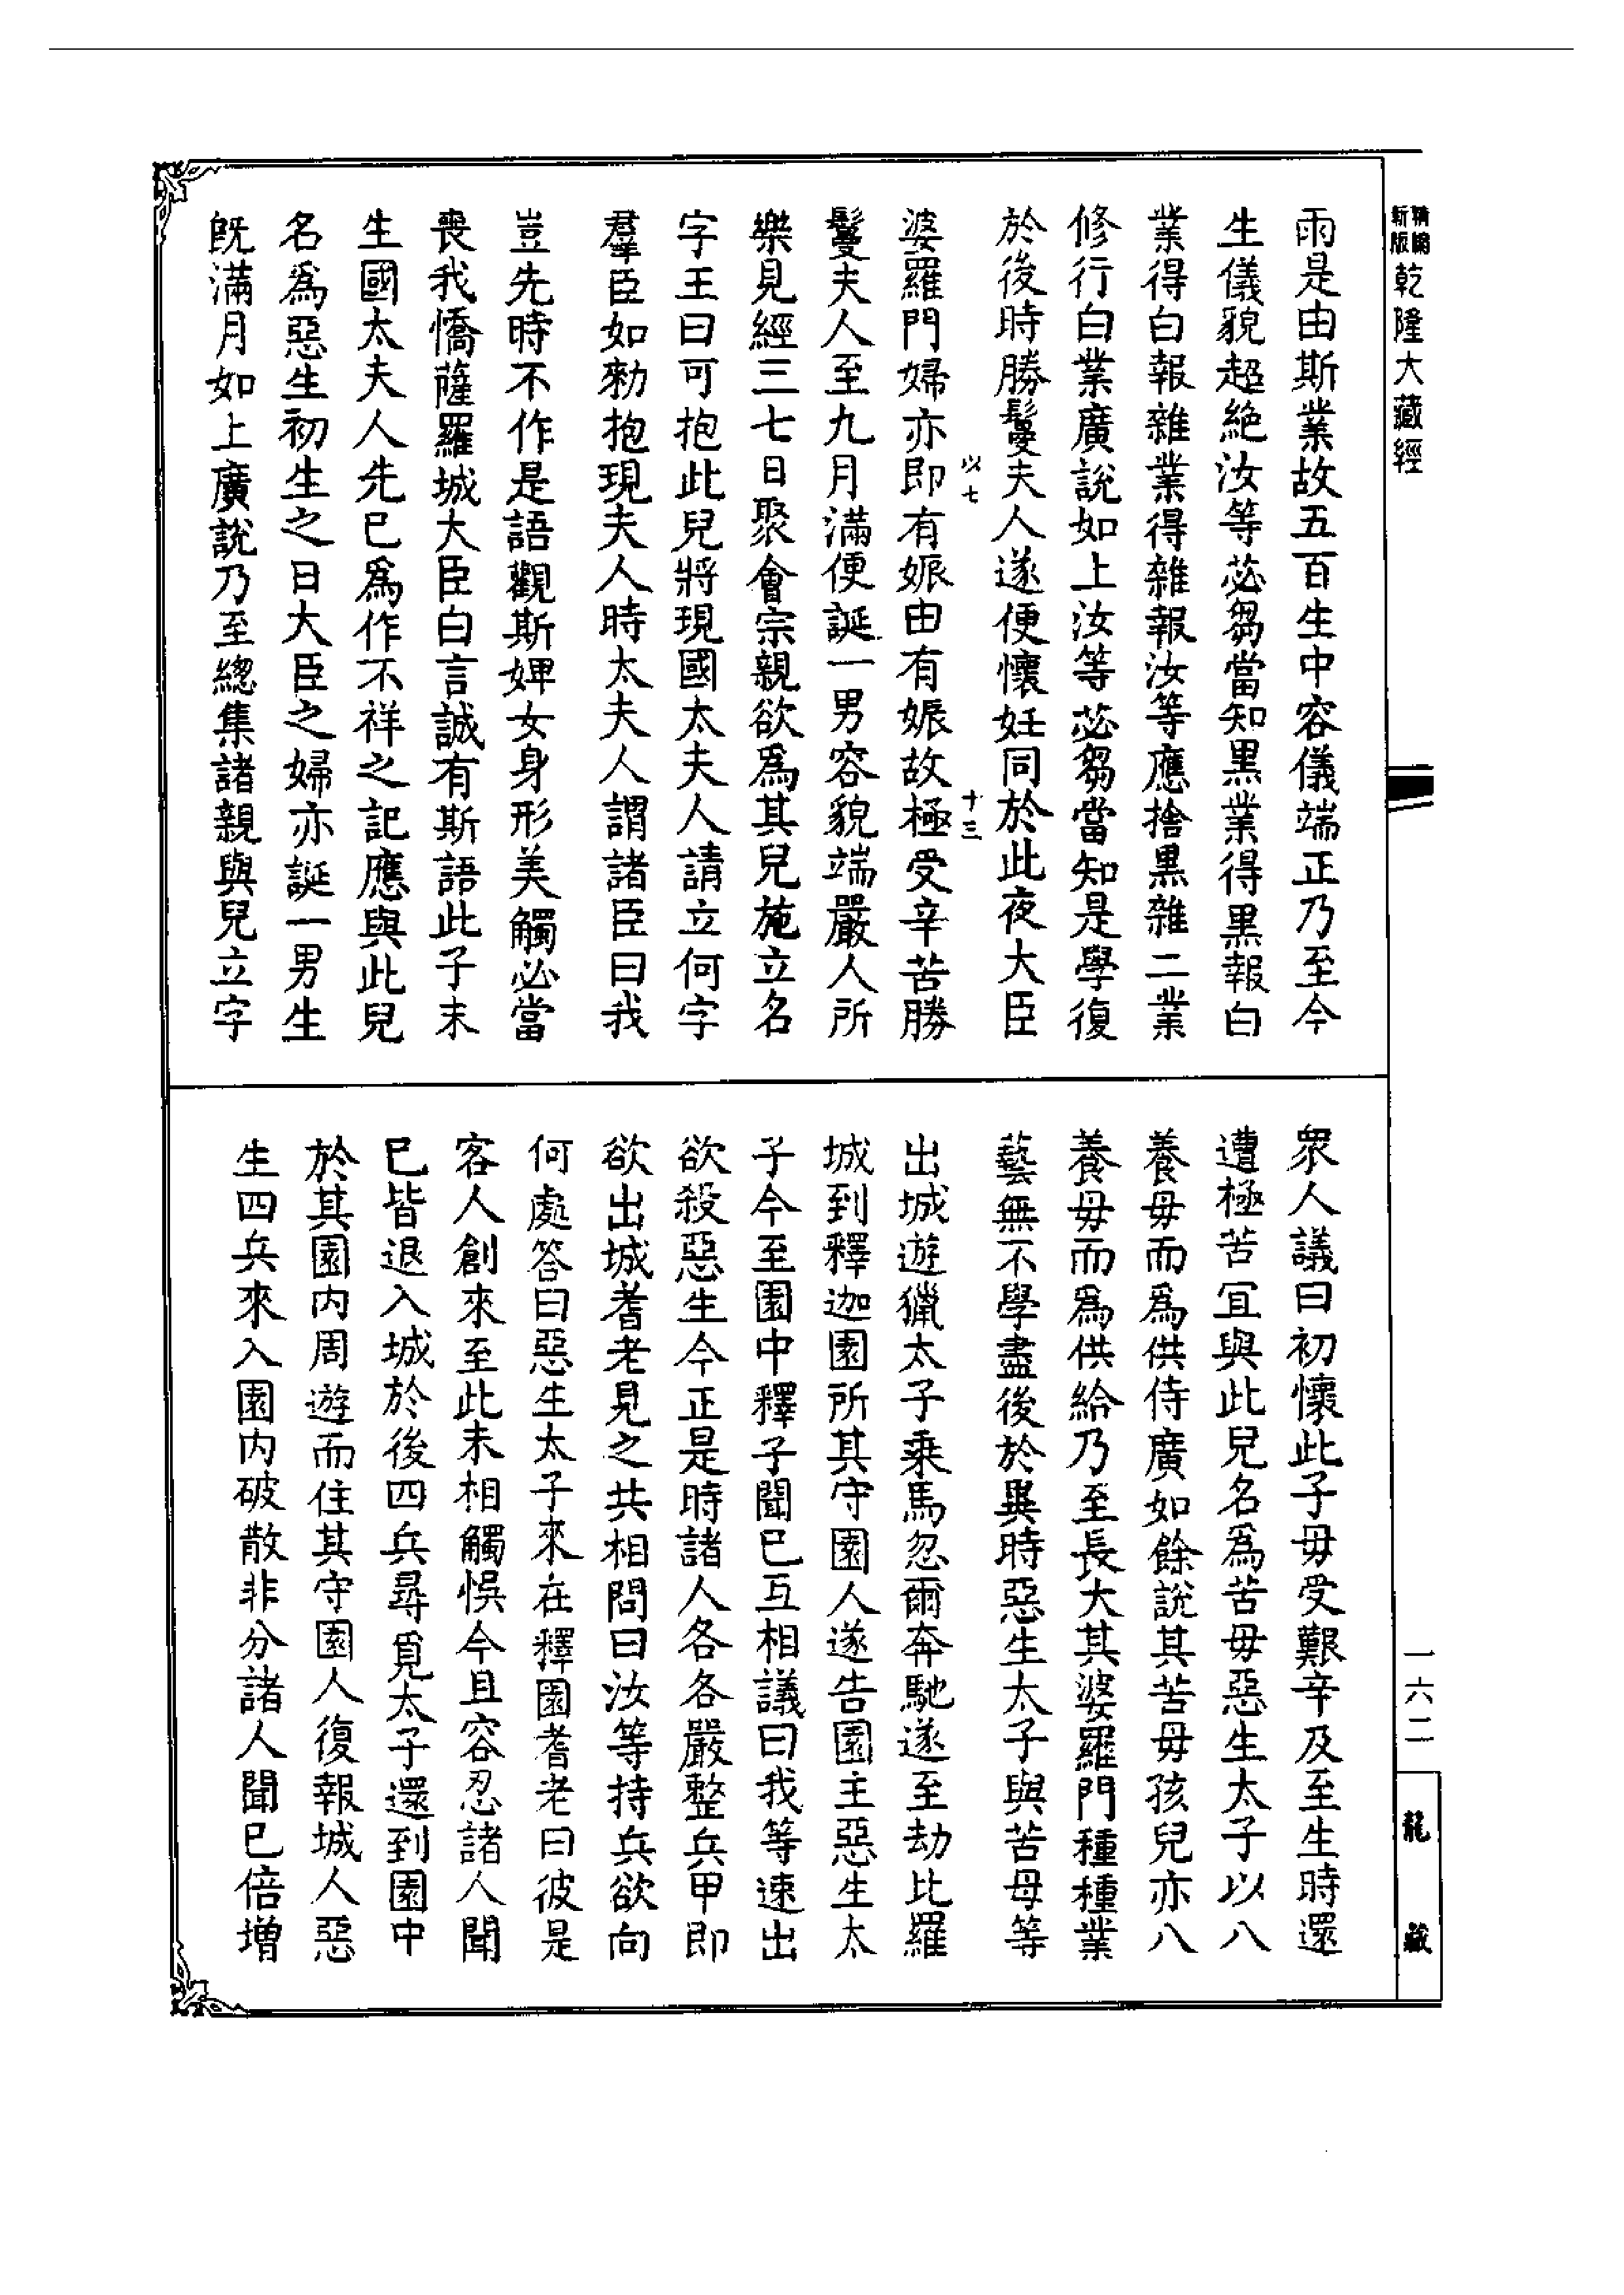 精縮新版乾隆大藏經
雨是由斯業故五百生中容儀端正乃至今
生儀貌超絶汝等苾芻當知黑業得黑報白
業得白報雜業得雜報汝等應捨黑雜二業
修行白業廣說如上汝等苾芻當知是學復
於後時勝鬘夫人遂便懷妊同於此夜大臣
以七 十三
婆羅門婦亦即有娠由有娠故極受辛苦勝
鬘夫人至九月滿便誕一男容貌端嚴人所
樂見經三七日聚會宗親欲爲其兒施立名
字王曰可抱此兒將現國太夫人請立何字
羣臣如勑抱現夫人時太夫人謂諸臣曰我
豈先時不作是語觀斯婢女身形美觸必當
喪我憍薩羅城大臣白言誠有斯語此子未
生國太夫人先已爲作不祥之記應與此兒
名爲惡生初生之日大臣之婦亦誕一男生
旣滿月如上廣說乃至緫集諸親與兒立字
眾人議曰初懷此子毋受艱辛及至生時還
遭極苦宜與此兒名爲苦毋惡生太子以八
養毋而爲供侍廣如餘說其苦毋孩兒亦八
養毋而爲供給乃至長大其婆羅門種種業
藝無不學盡後於異時惡生太子與苦母等
出城遊獵太子乘馬忽爾奔馳遂至劫比羅
城到釋迦園所其守園人遂告園主惡生太
子今至園中釋子聞已互相議曰我等速出
欲殺惡生今正是時諸人各各嚴整兵甲即
欲出城耆老見之共相問曰汝等持兵欲向
何處答曰惡生太子來在釋園耆老曰彼是
客人創來至此未相觸悞今且容忍諸人聞
已皆退入城於後四兵尋覓太子還到園中
於其園内周遊而住其守園人復報城人惡
生四兵來入園内破散非分諸人聞已倍增
一六二
龍藏